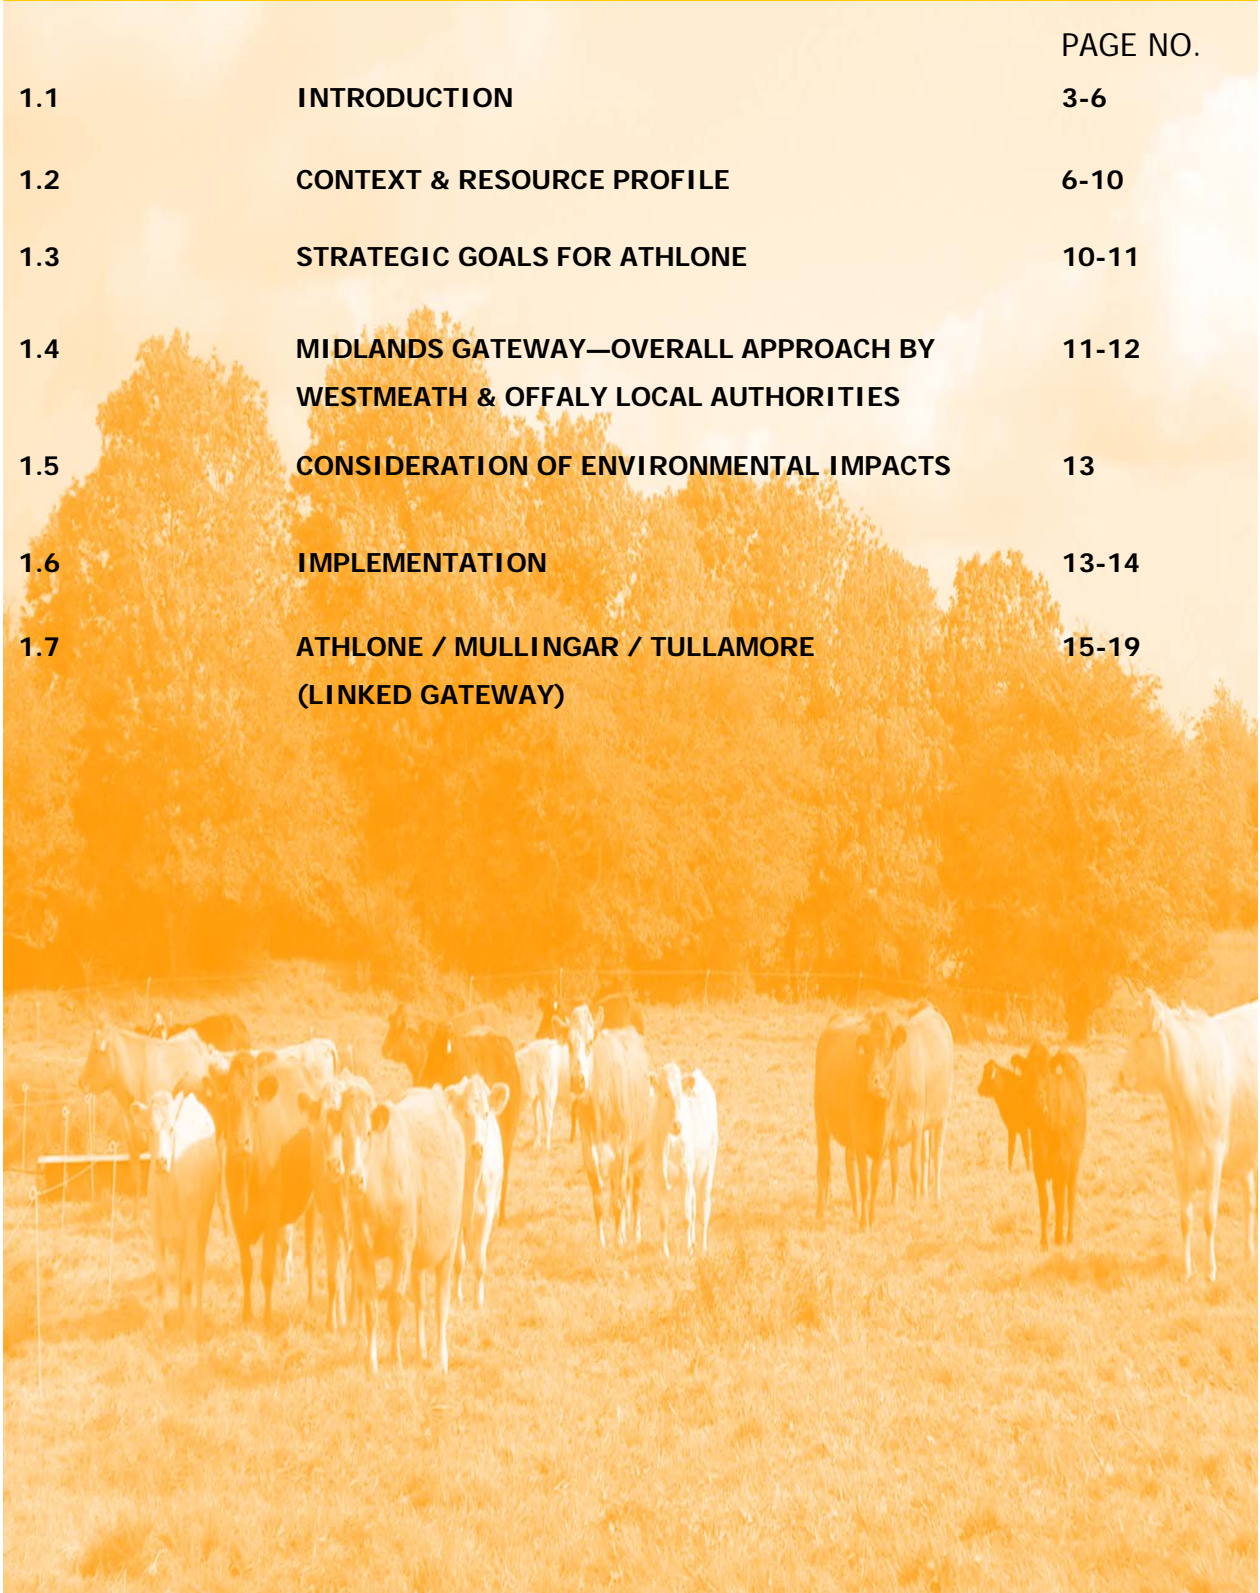 PAGE NO.
1.1 INTRODUCTION 3-6
1.2 CONTEXT & RESOURCE PROFILE 6-10
1.3 STRATEGIC GOALS FOR ATHLONE 10-11
1.4 MIDLANDS GATEWAY—OVERALL APPROACH BY 11-12
WESTMEATH & OFFALY LOCAL AUTHORITIES
1.5 CONSIDERATION OF ENVIRONMENTAL IMPACTS 13
1.6 IMPLEMENTATION 13-14
1.7 ATHLONE / MULLINGAR / TULLAMORE 15-19
(LINKED GATEWAY)